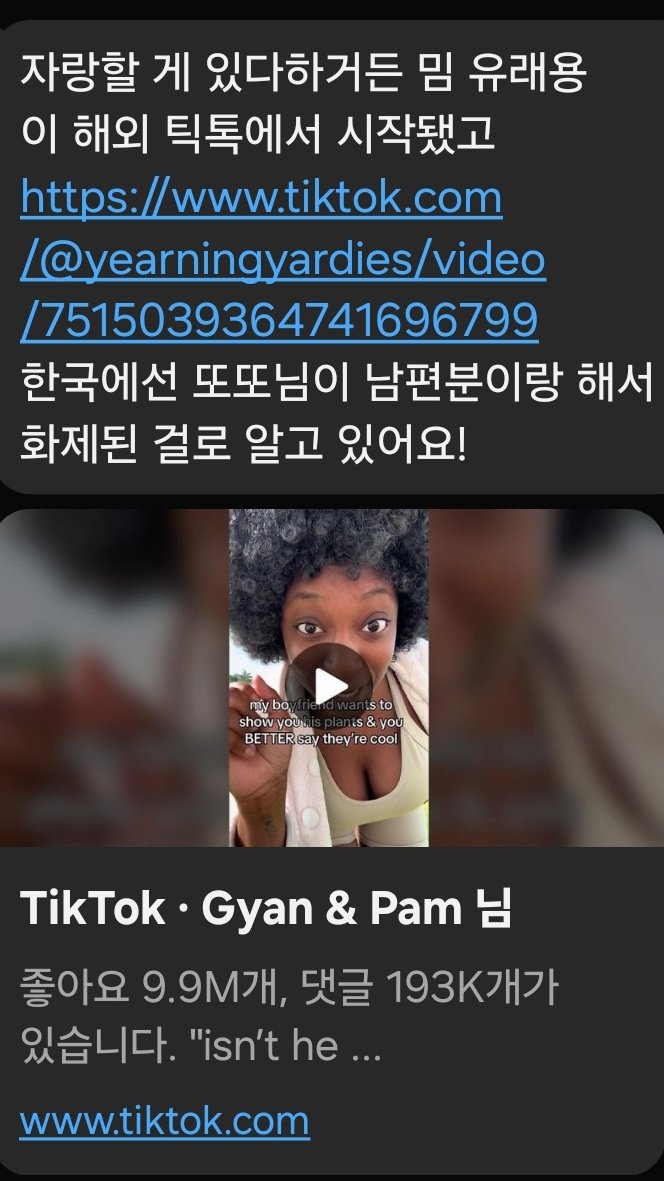 자랑할 게 있다하거든 밈 유래용
이 해외 틱톡에서 시작됐고
https://www.tiktok.com
/@yearningyardies/video
/7515039364741696799
한국에선 또또님이 남편분이랑 해서
화제된 걸로 알고 있어요!
my boyfriend wants to
show you his plants & you
BETTER say they're cool
TikTok · Gyan & Pam 님
좋아요 9.9M개, 댓글 193K개가
있습니다. "isn't he ...
www.tiktok.com